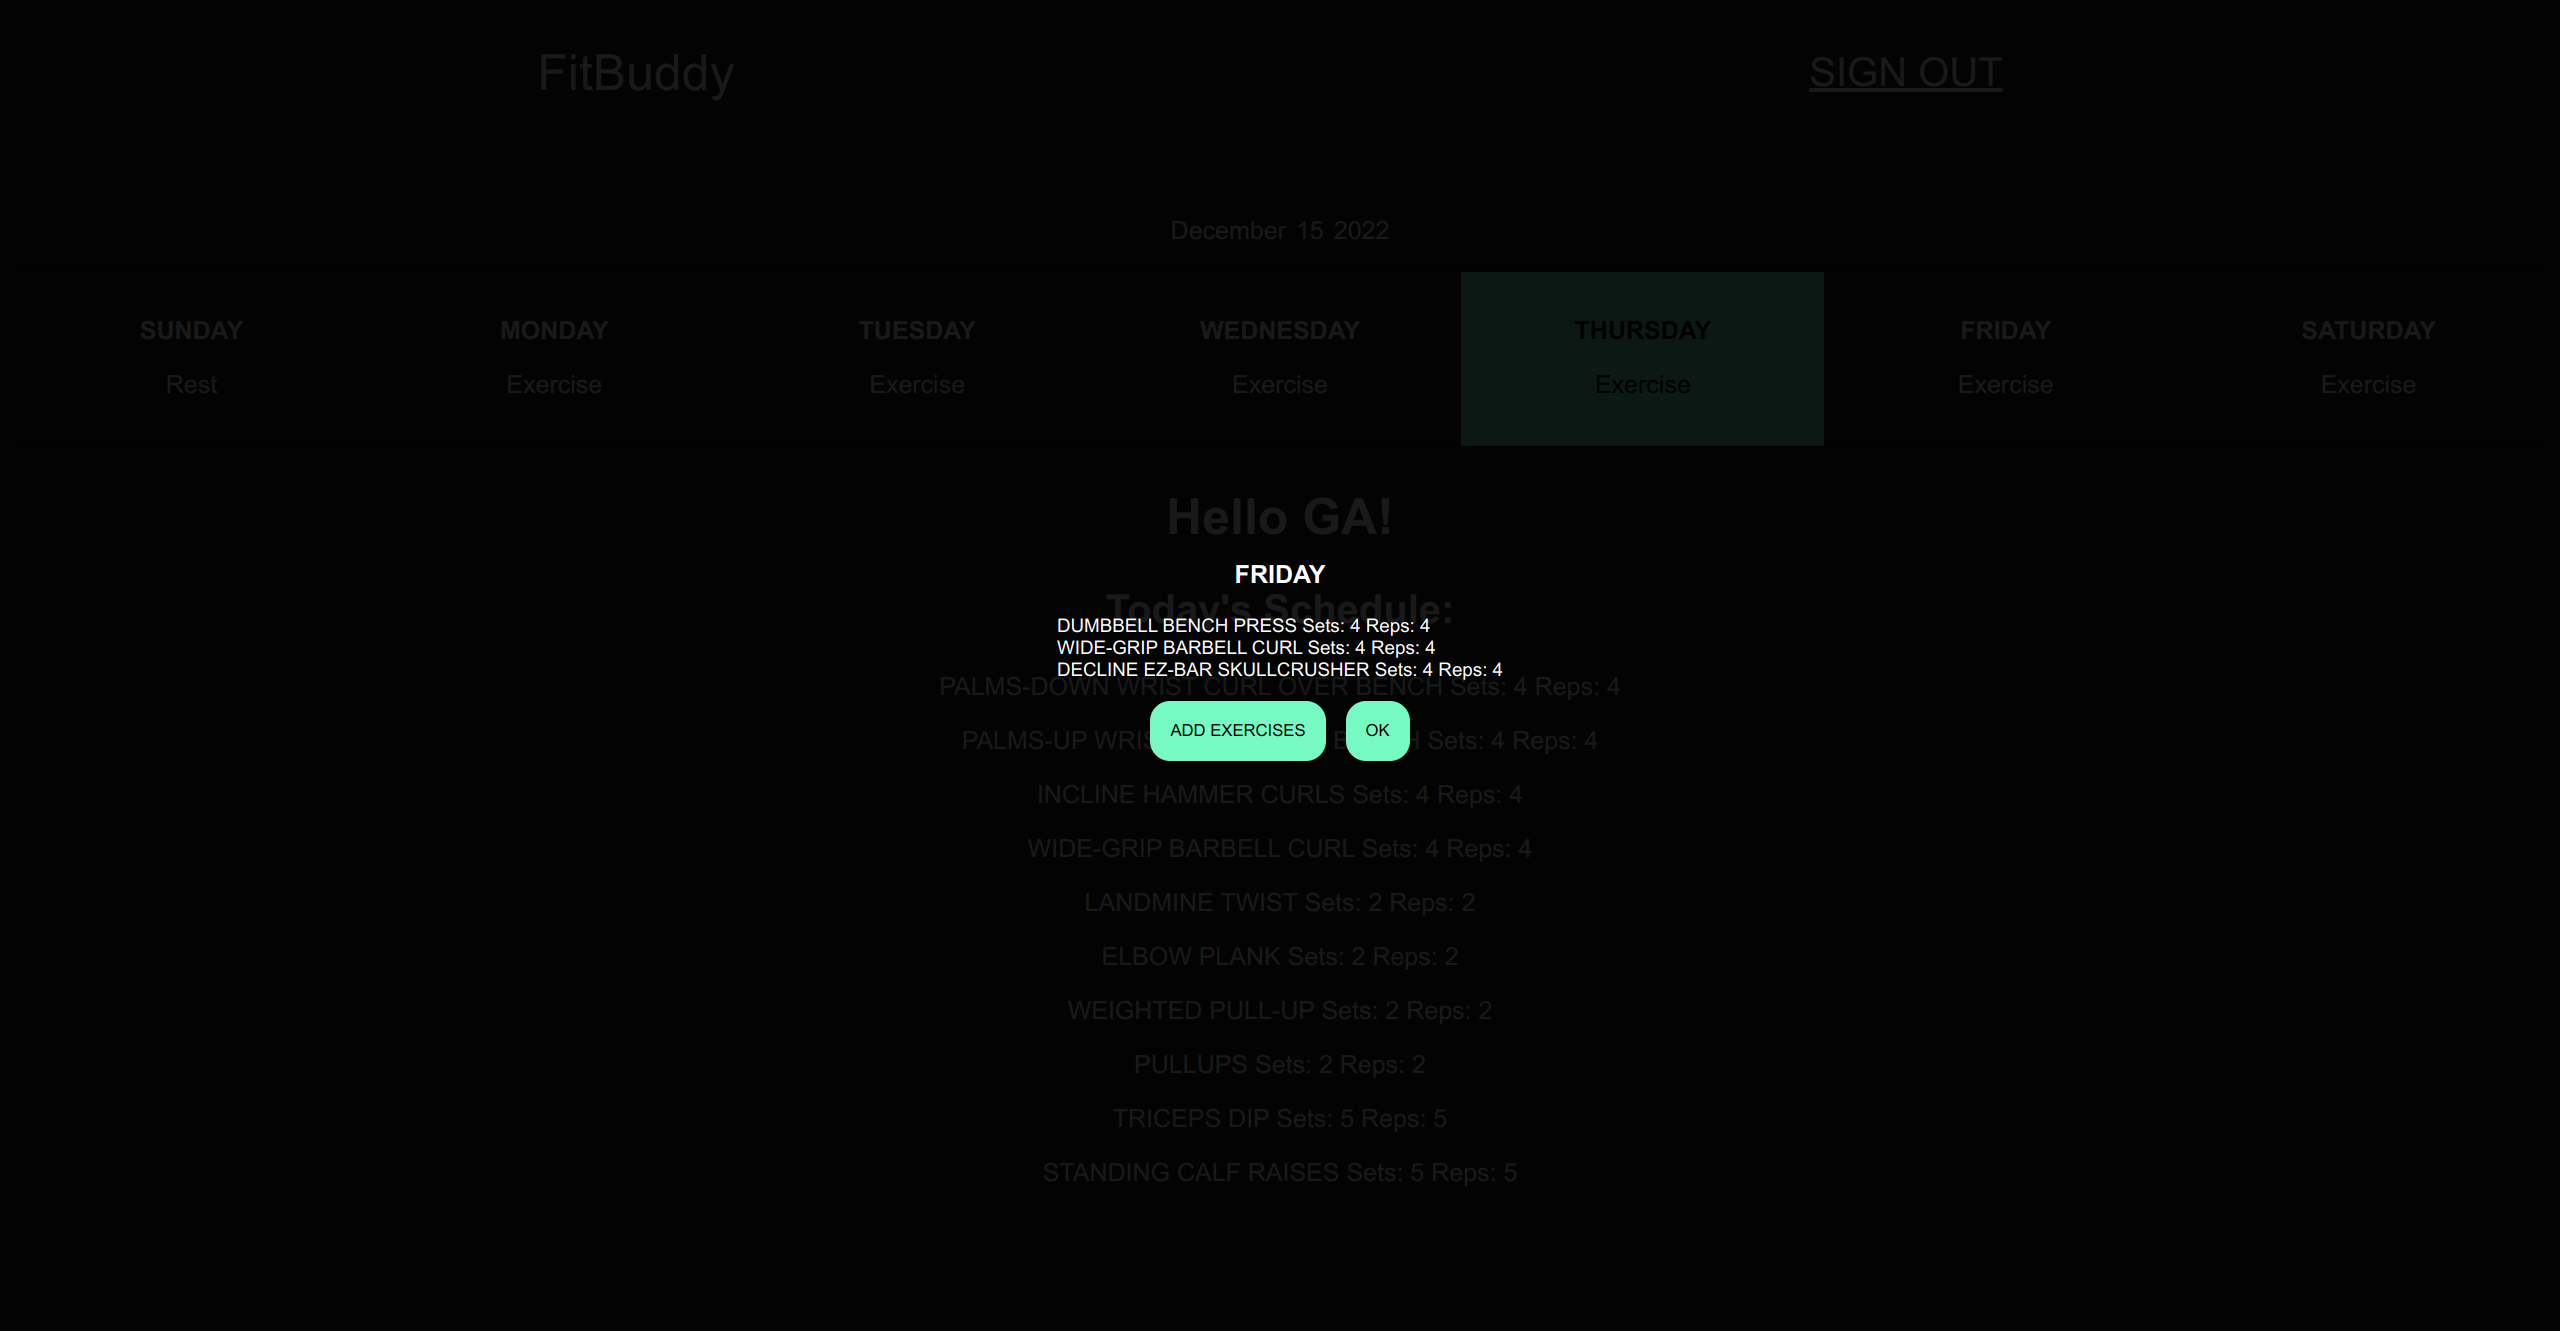 FitBuddy
SIGN OUT
December 15 2022
SUNDAY
Rest
MONDAY
Exercise
TUESDAY
Exercise
WEDNESDAY
Exercise
THURSDAY
Exercise
FRIDAY
Exercise
SATURDAY
Exercise
Hello GA!
FRIDAY
Today's Schedule:
DUMBBELL BENCH PRESS Sets: 4 Reps: 4
WIDE-GRIP BARBELL CURL Sets: 4 Reps: 4
DECLINE EZ-BAR SKULLCRUSHER Sets: 4 Reps: 4
PALMS-DOWN WRIST CURL OVER BENCH Sets: 4 Reps: 4
ADD EXERCISES
OK
PALMS-UP Sets: 4 Reps: 4
INCLINE HAMMER CURLS Sets: 4 Reps: 4
WIDE-GRIP BARBELL CURL Sets: 4 Reps: 4
LANDMINE TWIST Sets: 2 Reps: 2
ELBOW PLANK Sets: 2 Reps: 2
WEIGHTED PULL-UP Sets: 2 Reps: 2
PULLUPS Sets: 2 Reps: 2
TRICEPS DIP Sets: 5 Reps: 5
STANDING CALF RAISES Sets: 5 Reps: 5